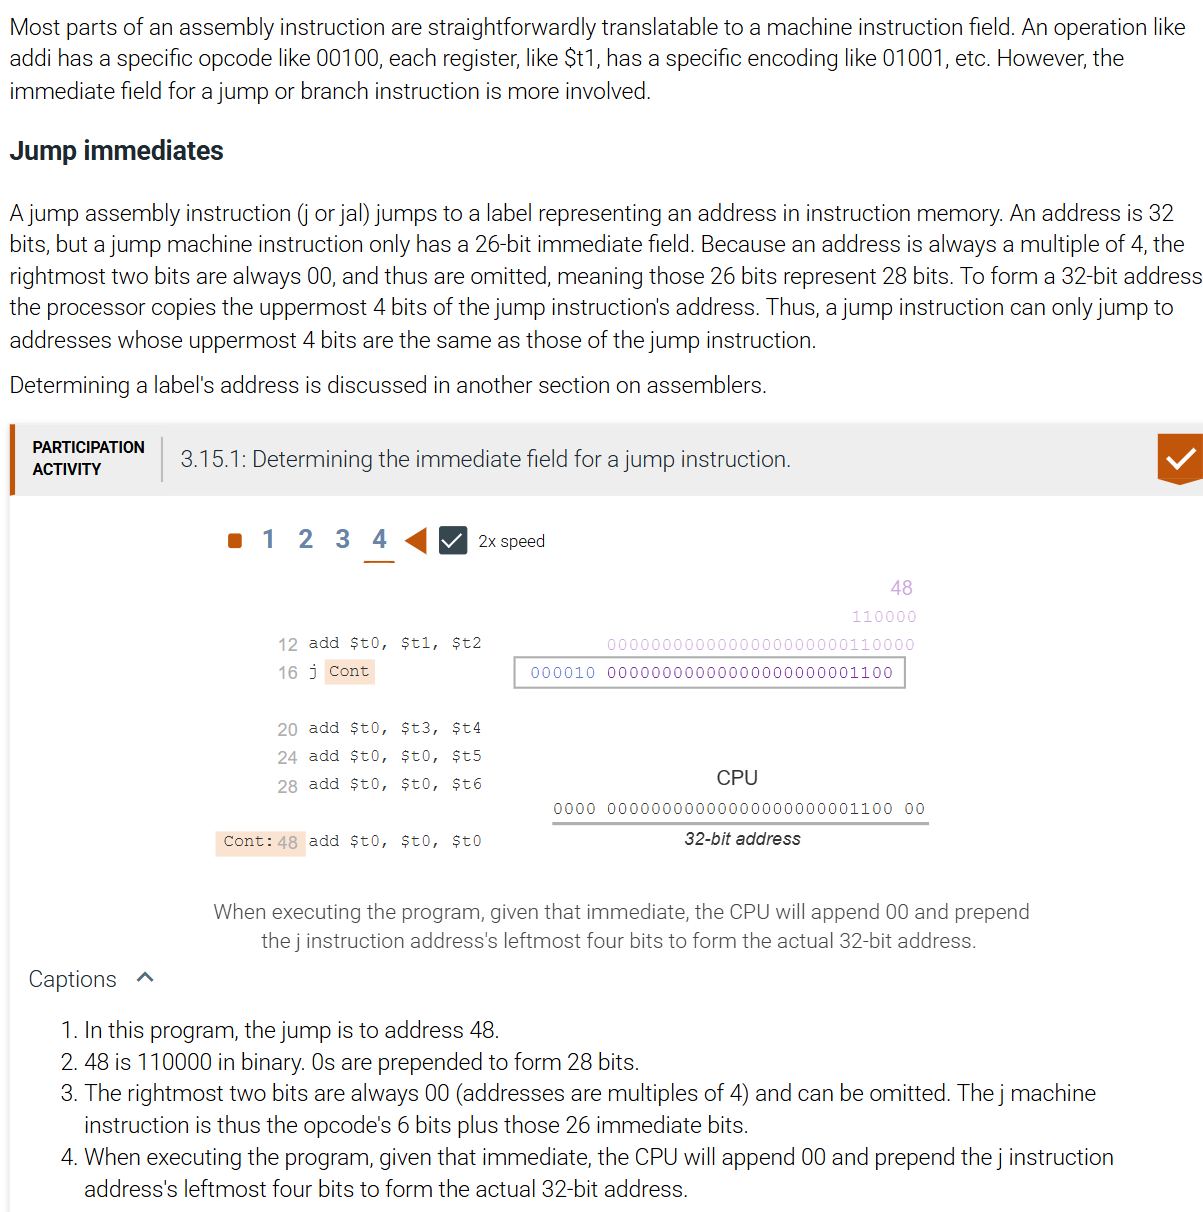 Most parts of an assembly instruction are straightforwardly translatable to a machine instruction field. An operation like
addi has a specific opcode like 00100, each register, like $t1, has a specific encoding like 01001, etc. However, the
immediate field for a jump or branch instruction is more involved.
Jump immediates
A jump assembly instruction (j or jal) jumps to a label representing an address in instruction memory. An address is 32
bits, but a jump machine instruction only has a 26-bit immediate field. Because an address is always a multiple of 4, the
rightmost two bits are always 00, and thus are omitted, meaning those 26 bits represent 28 bits. To form a 32-bit address
the processor copies the uppermost 4 bits of the jump instruction's address. Thus, a jump instruction can only jump to
addresses whose uppermost 4 bits are the same as those of the jump instruction.
Determining a label's address is discussed in another section on assemblers.
PARTICIPATION
ACTIVITY
3.15.1: Determining the immediate field for a jump instruction.
1 2 3 4 2x speed
48
110000
12 add $t0, $t1, $t2 0000000000000000000000110000
16 j Cont 000010 00000000000000000000001100
20 add $t0, $t3, $t4
24 add $t0, $t0, $t5
28 add $t0, $t0, $t6
CPU
0000 00000000000000000000001100 00
32-bit address
Cont: 48 add $t0, $t0, $t0
When executing the program, given that immediate, the CPU will append 00 and prepend
the j instruction address's leftmost four bits to form the actual 32-bit address.
Captions
1. In this program, the jump is to address 48.
2. 48 is 110000 in binary. 0s are prepended to form 28 bits.
3. The rightmost two bits are always 00 (addresses are multiples of 4) and can be omitted. The j machine
instruction is thus the opcode's 6 bits plus those 26 immediate bits.
4. When executing the program, given that immediate, the CPU will append 00 and prepend the j instruction
address's leftmost four bits to form the actual 32-bit address.